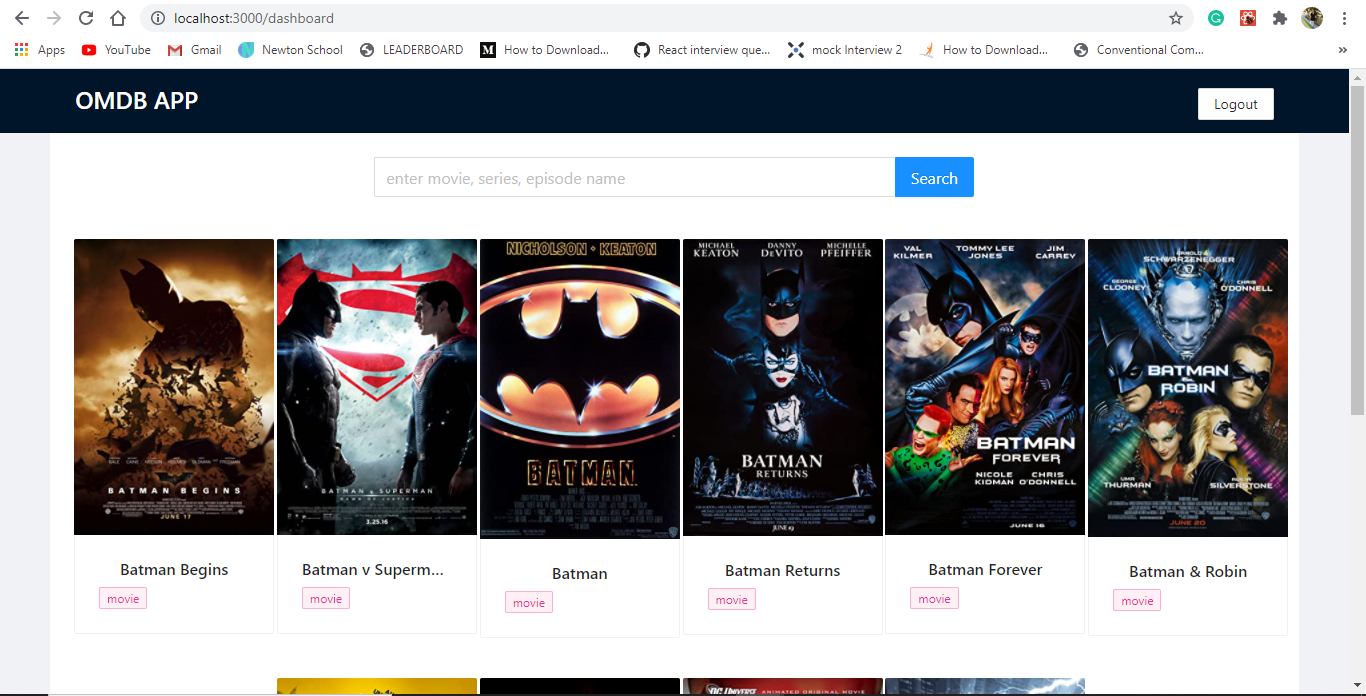 localhost:3000/dashboard
Apps YouTube Gmail Newton School LEADERBOARD How to Download... React interview que... mock Interview 2 How to Download... Conventional Com... »
OMDB APP
Logout
enter movie, series, episode name
Search
BATMAN BEGINS
JUNE 17
BATMAN V SUPERMAN
DAWN OF JUSTICE
3.25.16
NICHOLSON • KEATON
BATMAN
MICHAEL KEATON
DANNY DeVITO
MICHELLE PFEIFFER
BATMAN
RETURNS
JUNE 19
VAL KILMER
TOMMY LEE JONES
JIM CARREY
BATMAN
FOREVER
NICOLE KIDMAN
CHRIS O'DONNELL
JUNE 16
ARNOLD SCHWARZENEGGER
GEORGE CLOONEY
CHRIS O'DONNELL
BATMAN
&
ROBIN
UMA THURMAN
ALICIA SILVERSTONE
JUNE 20
Batman Begins
movie
Batman v Superm...
movie
Batman
movie
Batman Returns
movie
Batman Forever
movie
Batman & Robin
movie
DC UNIVERSE ANIMATED ORIGINAL MOVIE